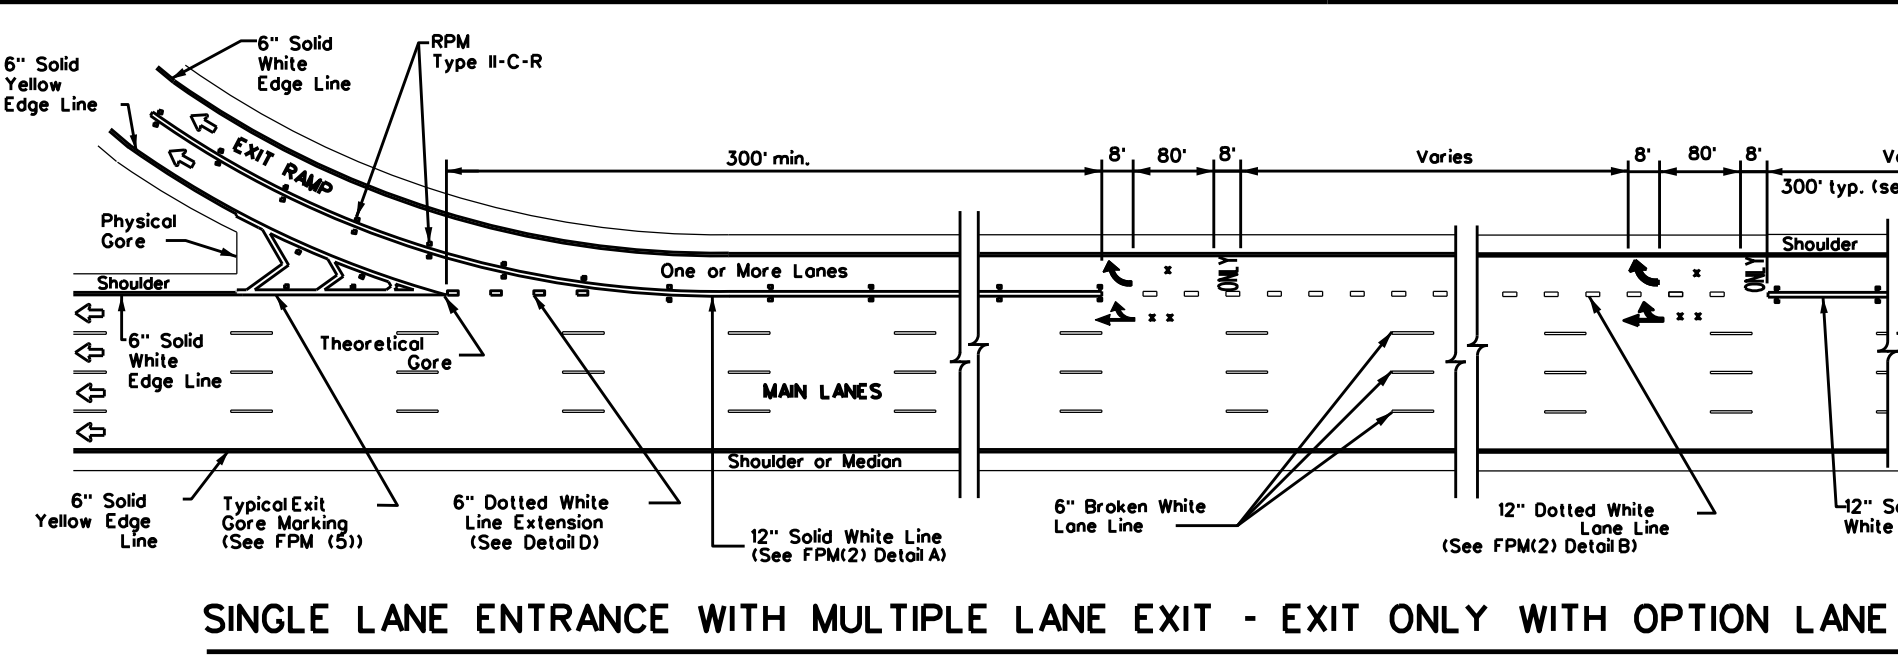 6" Solid
White
Edge Line
RPM
Type II-C-R
6" Solid
Yellow
Edge Line
EXIT RAMP
300' min.
8'
80'
8'
Varies
8'
80'
8'
300' typ. (se
Physical
Gore
Shoulder
Shoulder
One or More Lanes
ONLY
ONLY
x
x
x x
x x
6" Solid
White
Edge Line
Theoretical
Gore
MAIN LANES
Shoulder or Median
6" Solid
Yellow Edge
Line
Typical Exit
Gore Marking
(See FPM (5))
6" Dotted White
Line Extension
(See Detail D)
12" Solid White Line
(See FPM(2) Detail A)
6" Broken White
Lane Line
12" Dotted White
Lane Line
(See FPM(2) Detail B)
12" So
White
SINGLE LANE ENTRANCE WITH MULTIPLE LANE EXIT - EXIT ONLY WITH OPTION LANE